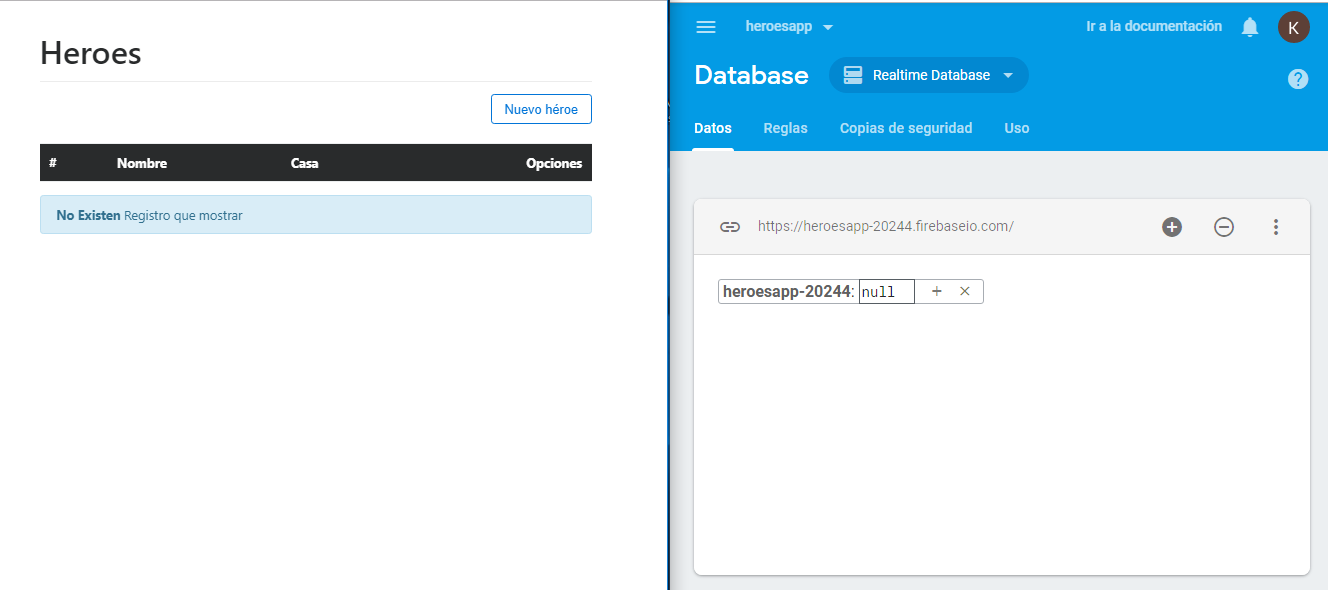 Heroes
Nuevo héroe
# Nombre Casa Opciones
No Existen Registro que mostrar
heroesapp Ir a la documentación K
Database Realtime Database ?
Datos Reglas Copias de seguridad Uso
https://heroesapp-20244.firebaseio.com/
heroesapp-20244: null + ×